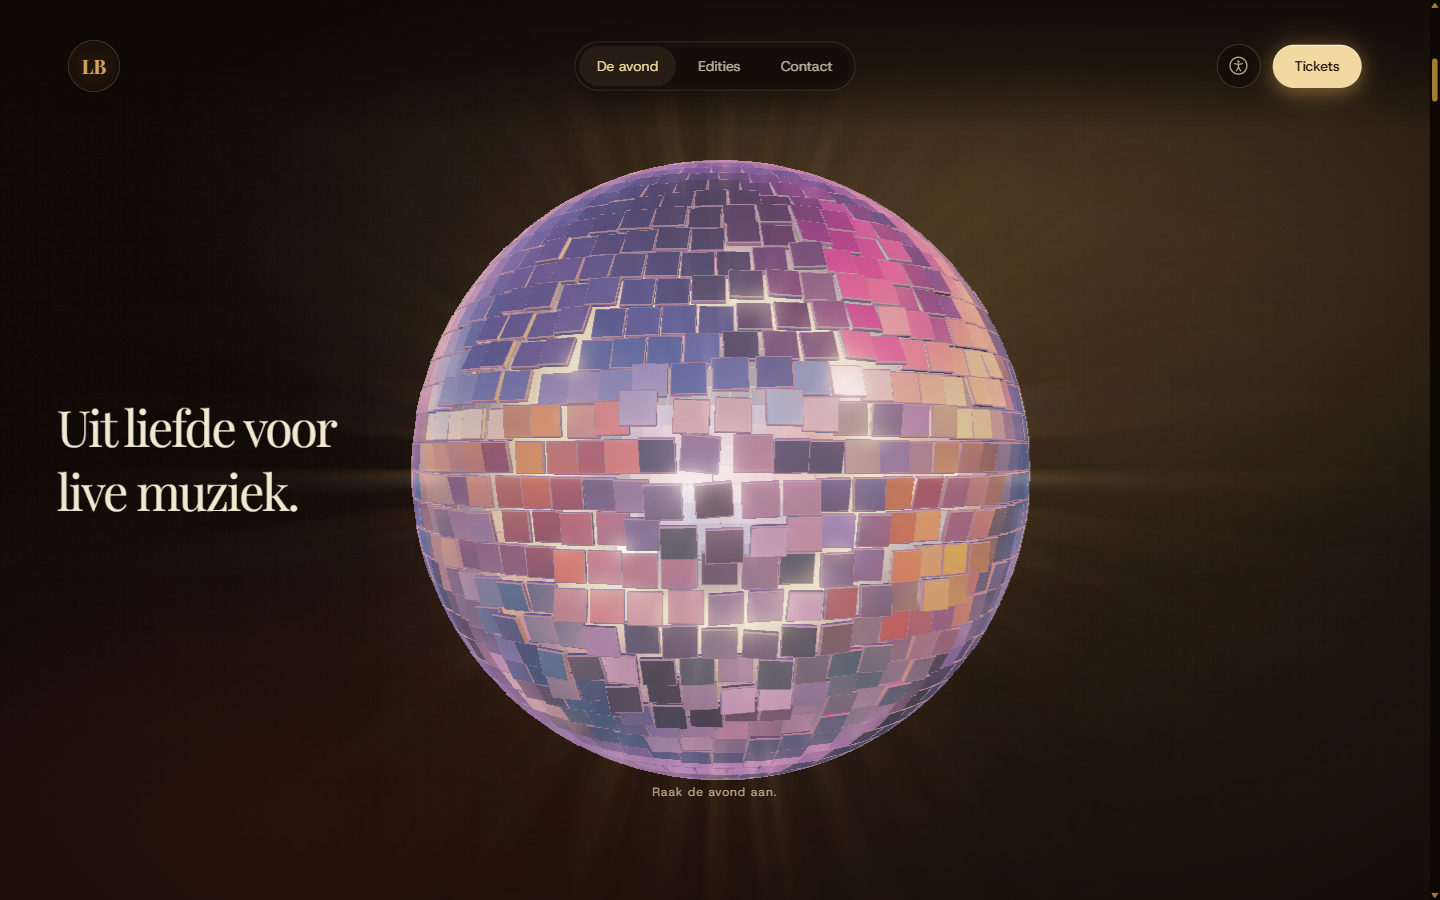 LB
De avond
Edities
Contact
Tickets
Uit liefde voor
live muziek.
Raak de avond aan.